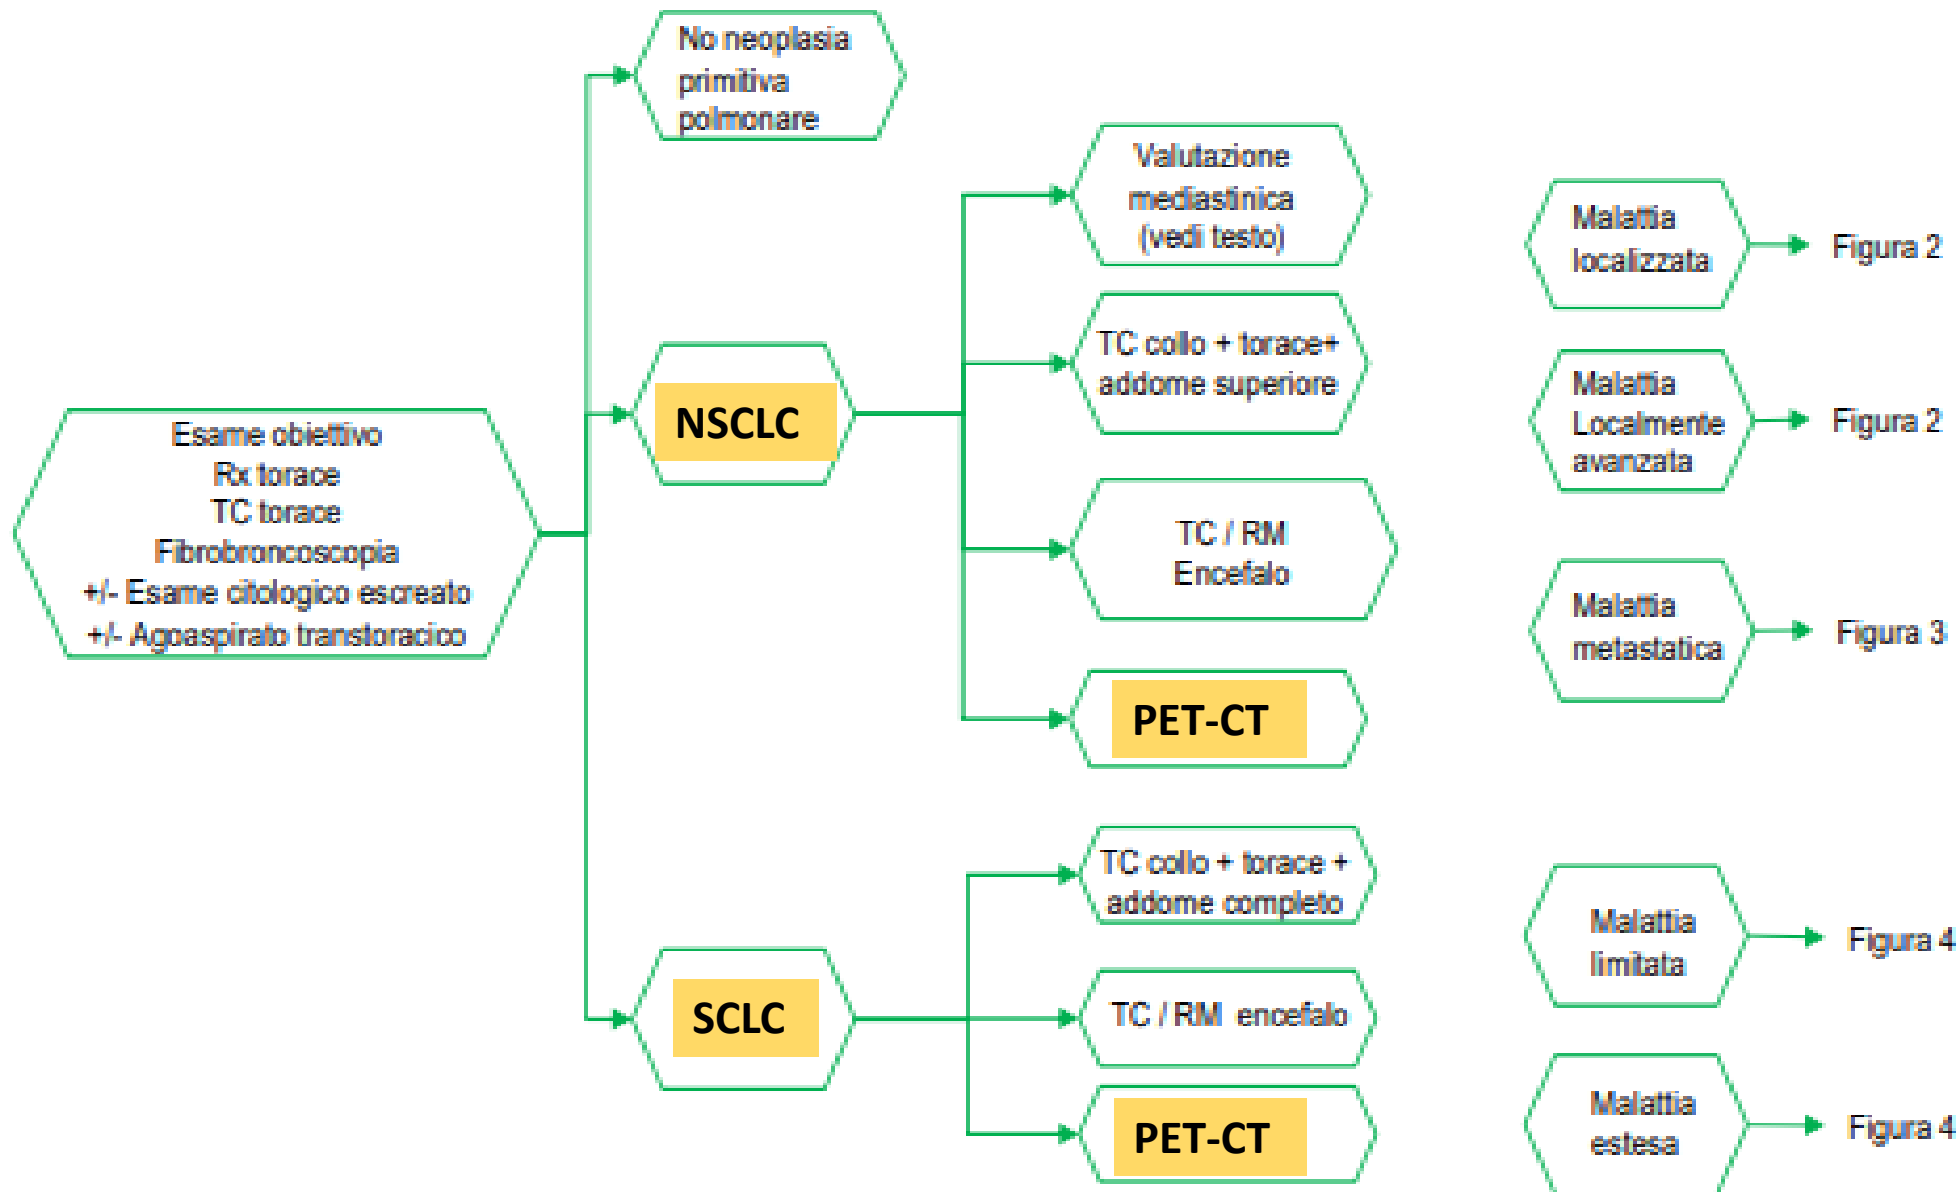 No neoplasia
primitiva
polmonare
Esame obiettivo
Rx torace
TC torace
Fibrobroncoscopia
+/- Esame citologico escreato
+/- Agoaspirato transtoracico
NSCLC
Valutazione
mediastinica
(vedi testo)
TC collo + torace+
addome superiore
TC / RM
Encefalo
PET-CT
Malattia
localizzata
Figura 2
Malattia
Localmente
avanzata
Figura 2
Malattia
metastatica
Figura 3
SCLC
TC collo + torace +
addome completo
TC / RM encefalo
PET-CT
Malattia
limitata
Figura 4
Malattia
estesa
Figura 4